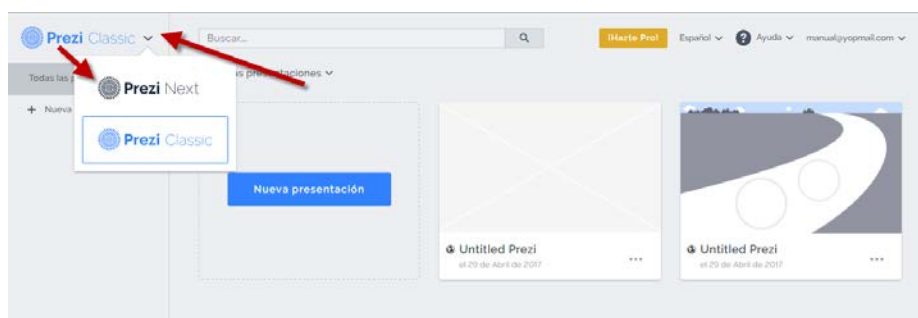 Prezi Classic
Buscar...
¡Hazte Pro!
Español
? Ayuda
manual@yopmail.com
Todas las
presentaciones
Prezi Next
+ Nueva
Prezi Classic
Nueva presentación
Untitled Prezi
el 29 de Abril de 2017
Untitled Prezi
el 29 de Abril de 2017